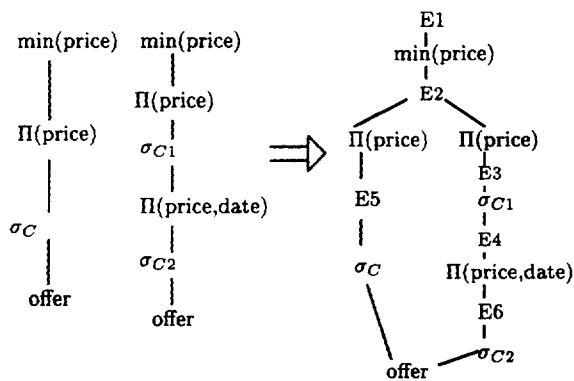 min(price)
Π(price)
σC
offer
min(price)
Π(price)
σC1
Π(price,date)
σC2
offer
E1
min(price)
E2
Π(price)
E5
σC
Π(price)
E3
σC1
E4
Π(price,date)
E6
σC2
offer